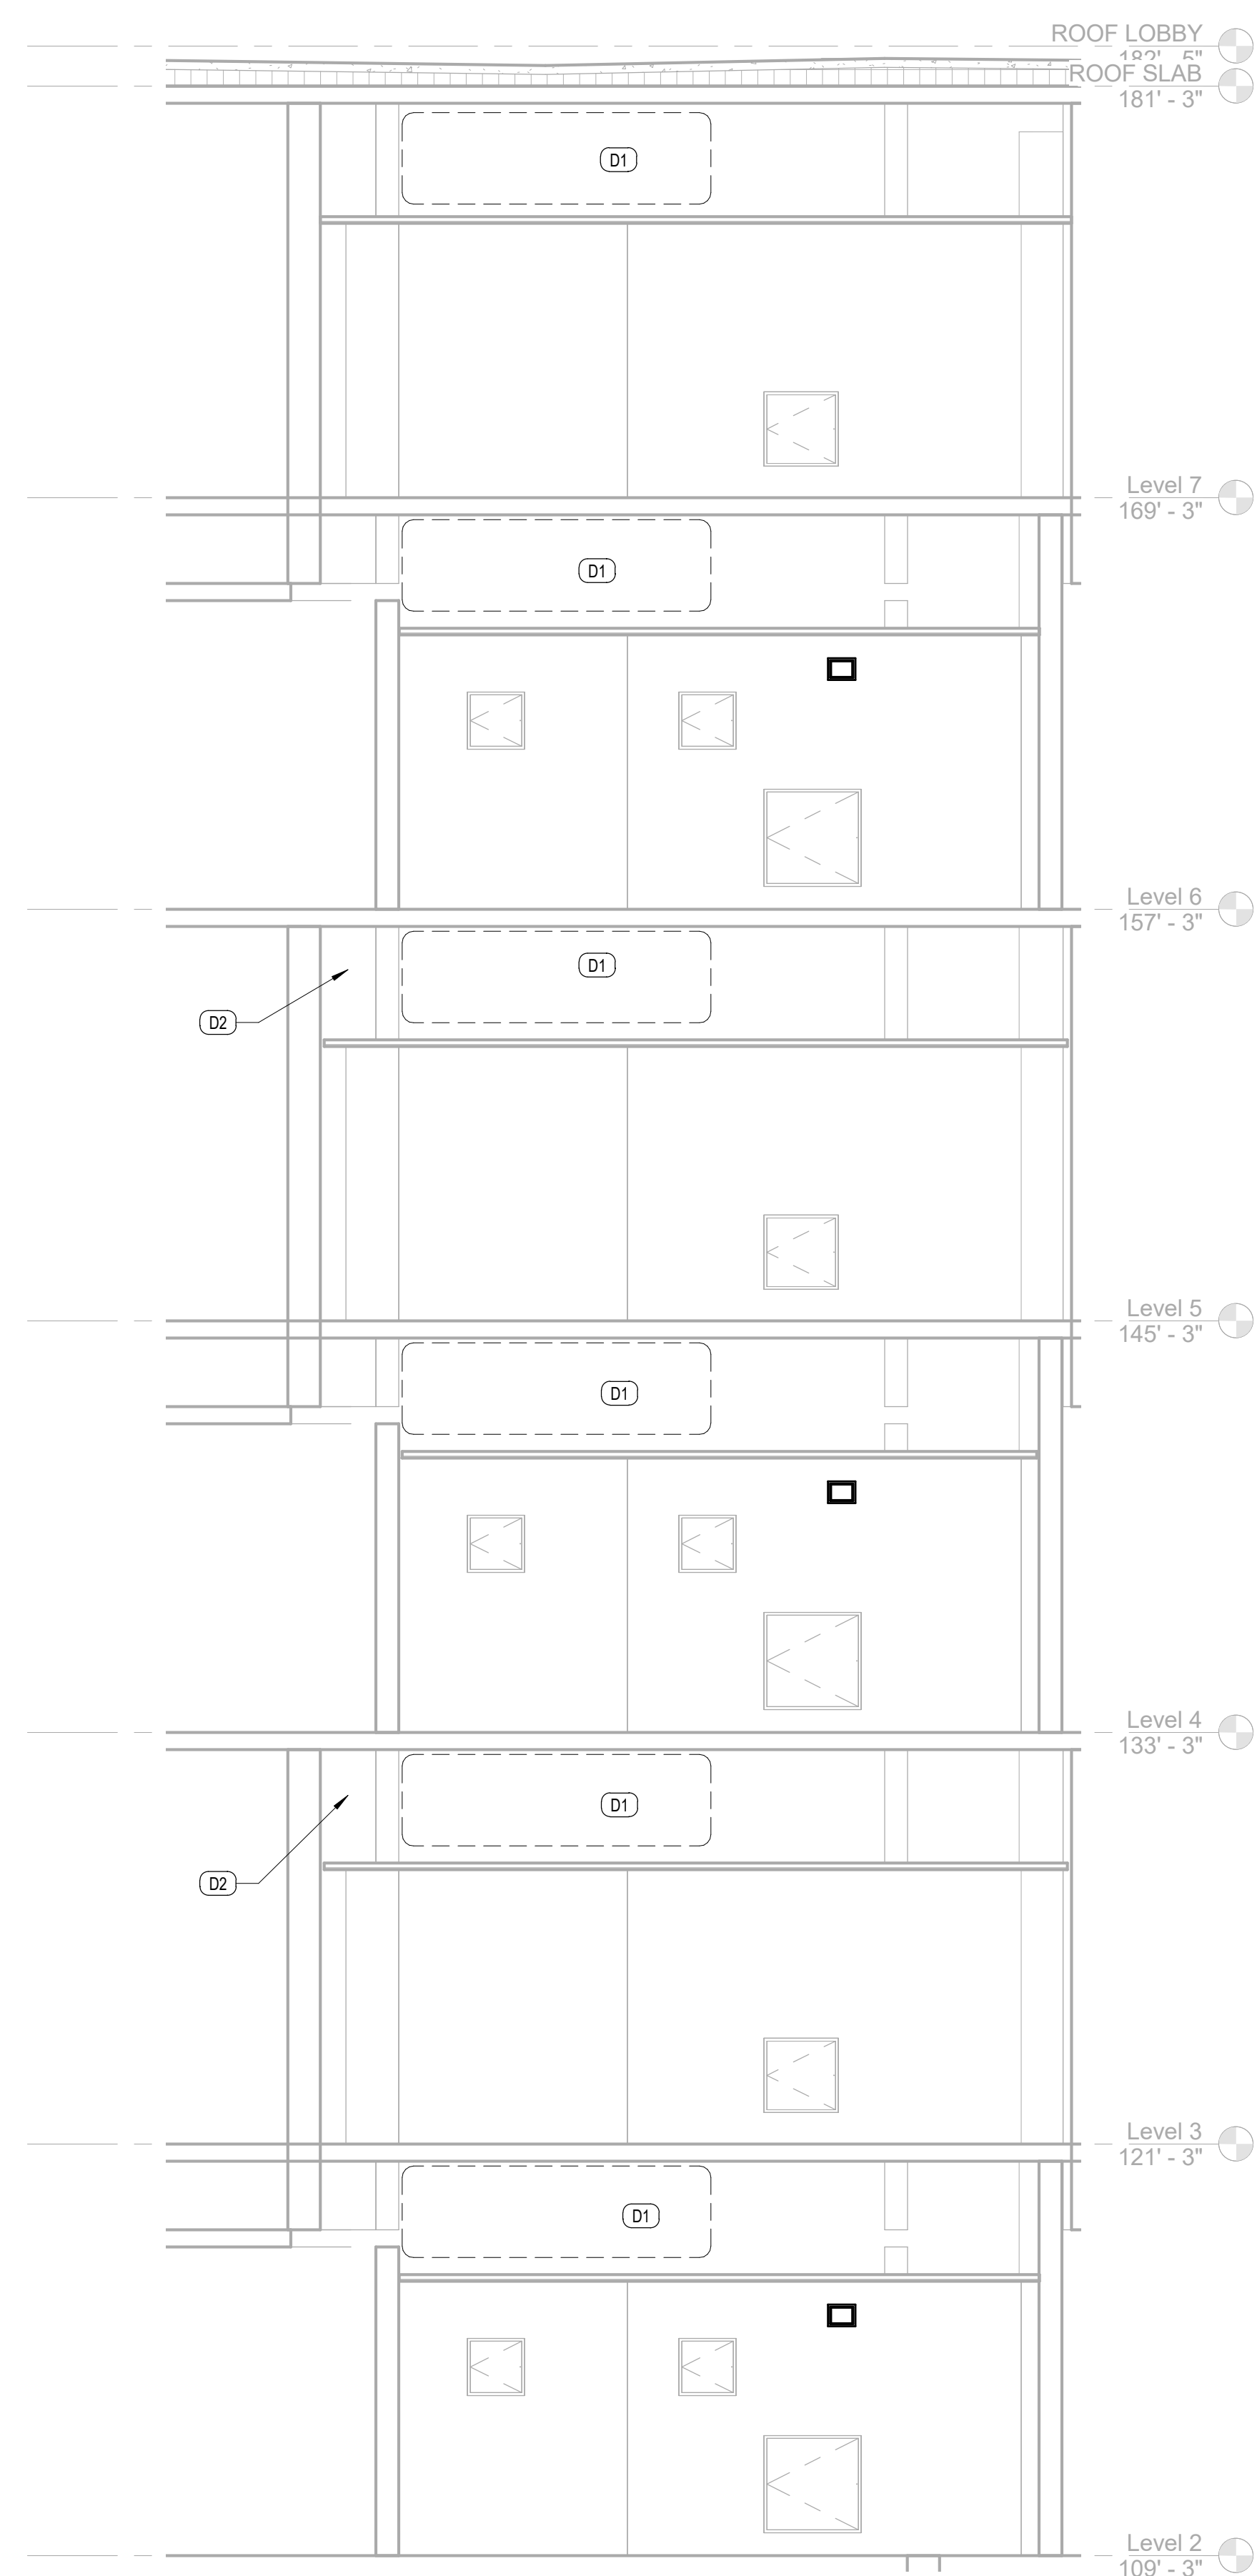 ROOF LOBBY
182' - 5"
ROOF SLAB
181' - 3"
D1
Level 7
169' - 3"
D1
Level 6
157' - 3"
D1
D2
Level 5
145' - 3"
D1
Level 4
133' - 3"
D1
D2
Level 3
121' - 3"
D1
Level 2
109' - 3"